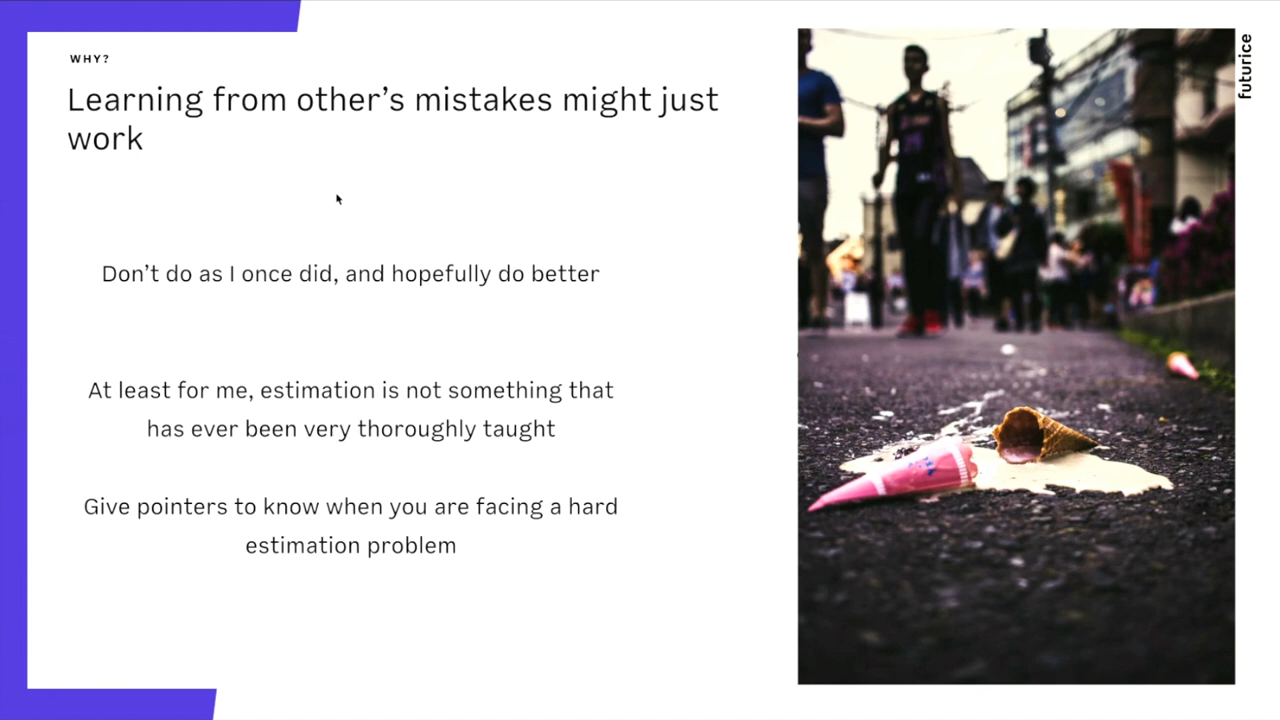 WHY?
Learning from other’s mistakes might just
work
Don’t do as I once did, and hopefully do better
At least for me, estimation is not something that
has ever been very thoroughly taught
Give pointers to know when you are facing a hard
estimation problem
futurice